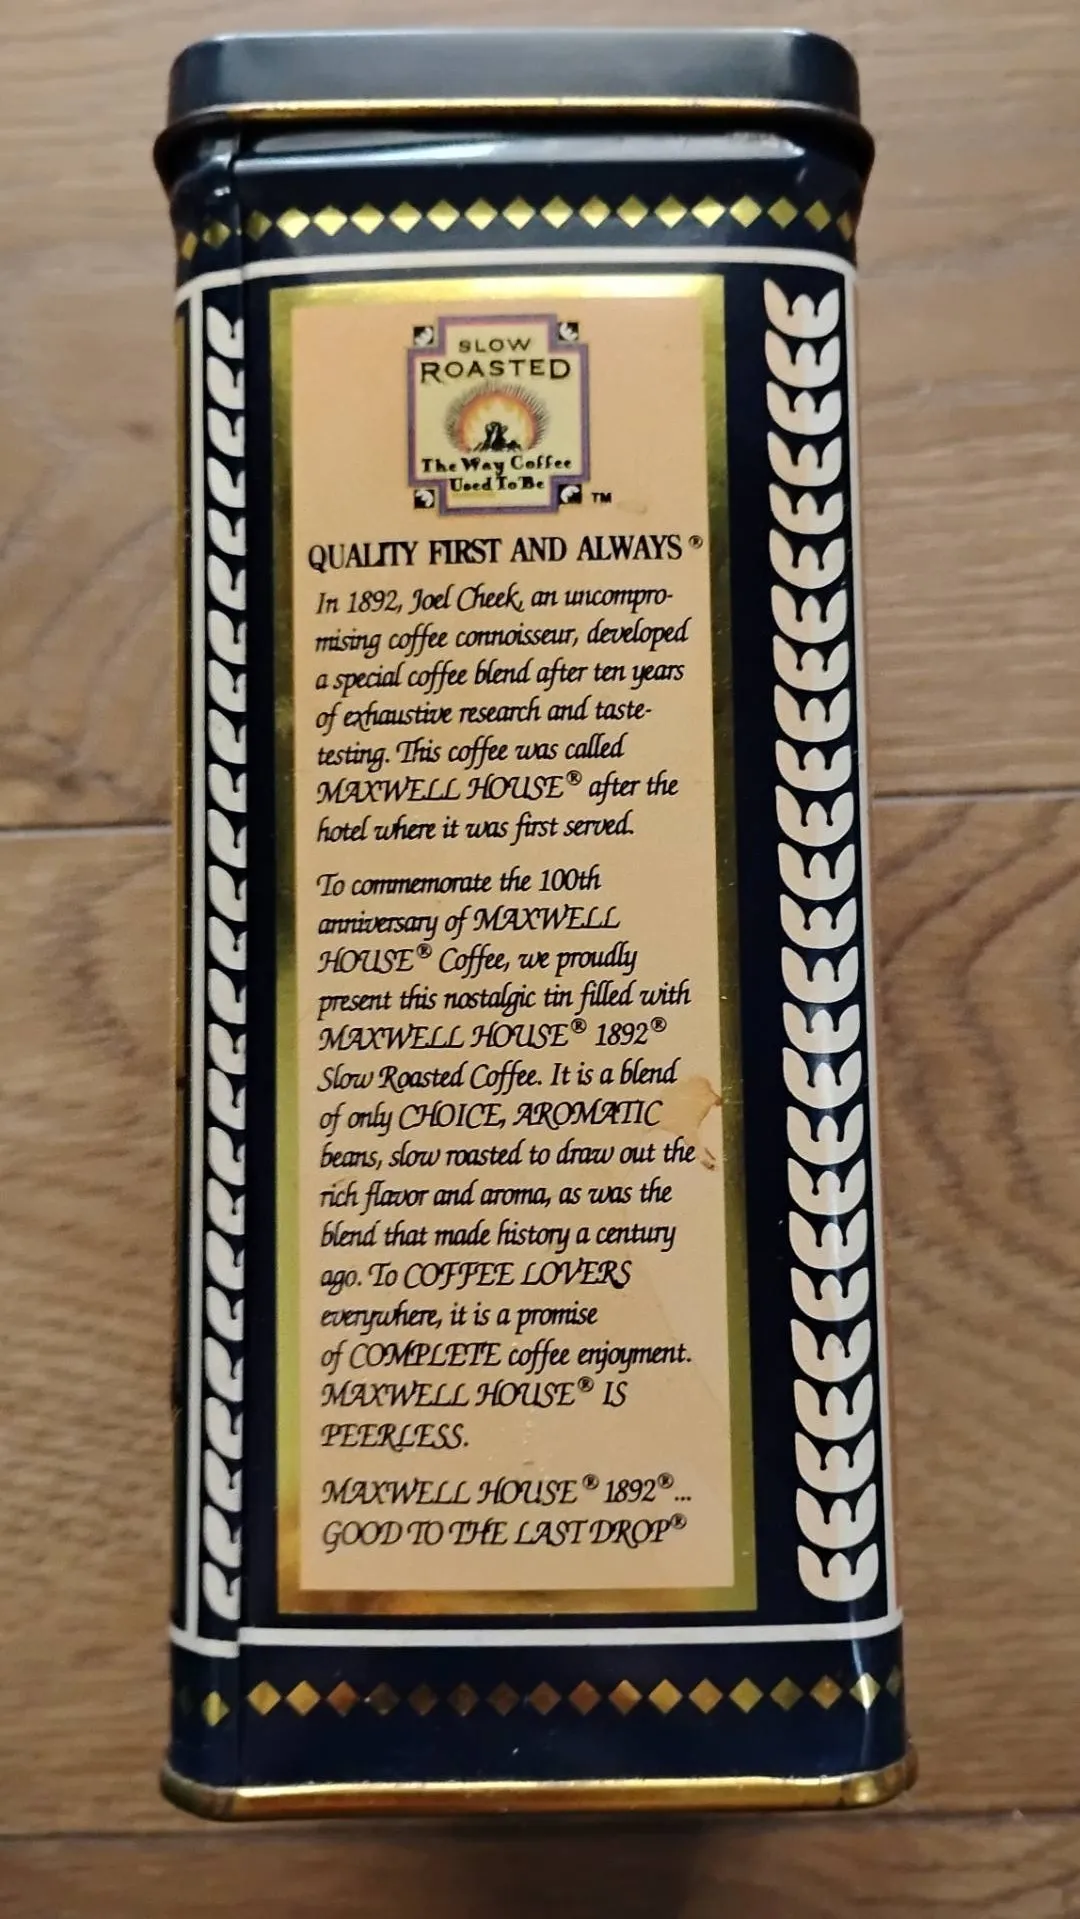 SLOW
ROASTED
The Way Coffee
Used To Be
™
QUALITY FIRST AND ALWAYS®
In 1892, Joel Cheek, an uncompro-
mising coffee connoisseur, developed
a special coffee blend after ten years
of exhaustive research and taste-
testing. This coffee was called
MAXWELL HOUSE® after the
hotel where it was first served.
To commemorate the 100th
anniversary of MAXWELL
HOUSE® Coffee, we proudly
present this nostalgic tin filled with
MAXWELL HOUSE® 1892®
Slow Roasted Coffee. It is a blend
of only CHOICE, AROMATIC
beans, slow roasted to draw out the
rich flavor and aroma, as was the
blend that made history a century
ago. To COFFEE LOVERS
everywhere, it is a promise
of COMPLETE coffee enjoyment.
MAXWELL HOUSE® IS
PEERLESS.
MAXWELL HOUSE® 1892®...
GOOD TO THE LAST DROP®